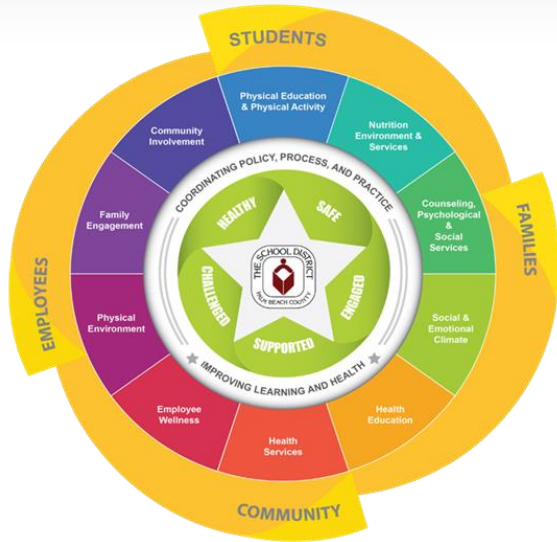 STUDENTS
FAMILIES
COMMUNITY
EMPLOYEES
Physical Education
& Physical Activity
Nutrition
Environment &
Services
Counseling,
Psychological
&
Social
Services
Social &
Emotional
Climate
Health
Education
Health
Services
Employee
Wellness
Physical
Environment
Family
Engagement
Community
Involvement
COORDINATING POLICY, PROCESS, AND PRACTICE
IMPROVING LEARNING AND HEALTH
HEALTHY
SAFE
ENGAGED
SUPPORTED
CHALLENGED
THE SCHOOL DISTRICT
PALM BEACH COUNTY